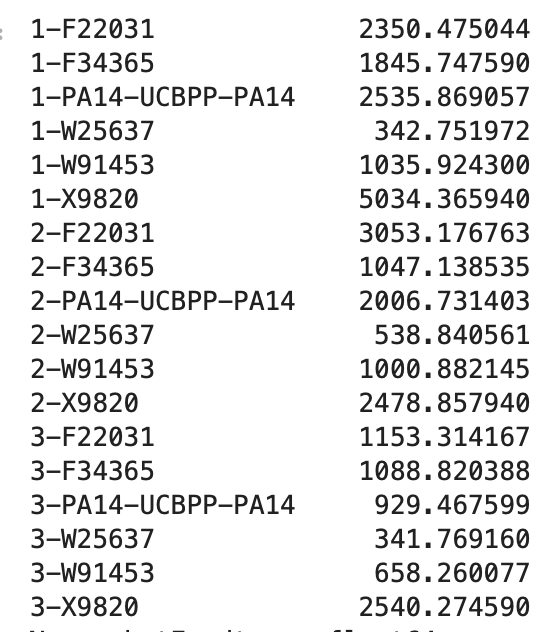 1-F22031 2350.475044
1-F34365 1845.747590
1-PA14-UCBPP-PA14 2535.869057
1-W25637 342.751972
1-W91453 1035.924300
1-X9820 5034.365940
2-F22031 3053.176763
2-F34365 1047.138535
2-PA14-UCBPP-PA14 2006.731403
2-W25637 538.840561
2-W91453 1000.882145
2-X9820 2478.857940
3-F22031 1153.314167
3-F34365 1088.820388
3-PA14-UCBPP-PA14 929.467599
3-W25637 341.769160
3-W91453 658.260077
3-X9820 2540.274590